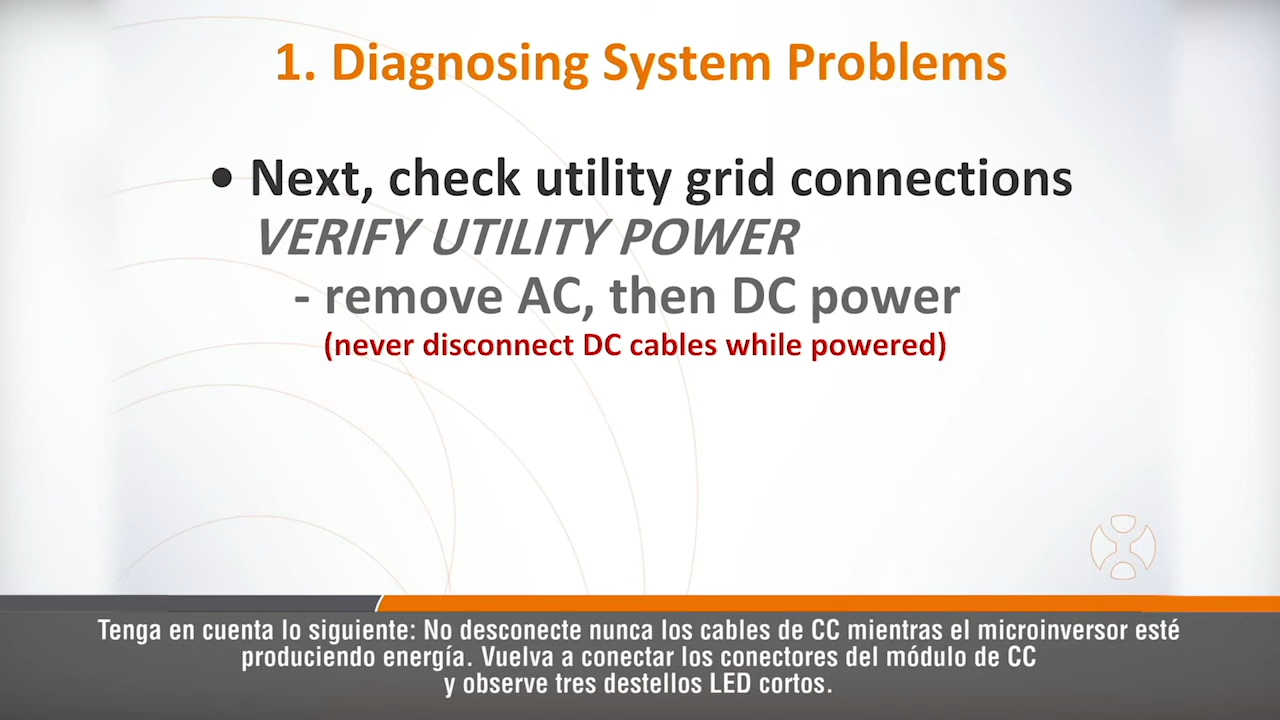 1. Diagnosing System Problems
• Next, check utility grid connections
VERIFY UTILITY POWER
- remove AC, then DC power
(never disconnect DC cables while powered)
Tenga en cuenta lo siguiente: No desconecte nunca los cables de CC mientras el microinversor esté
produciendo energía. Vuelva a conectar los conectores del módulo de CC
y observe tres destellos LED cortos.